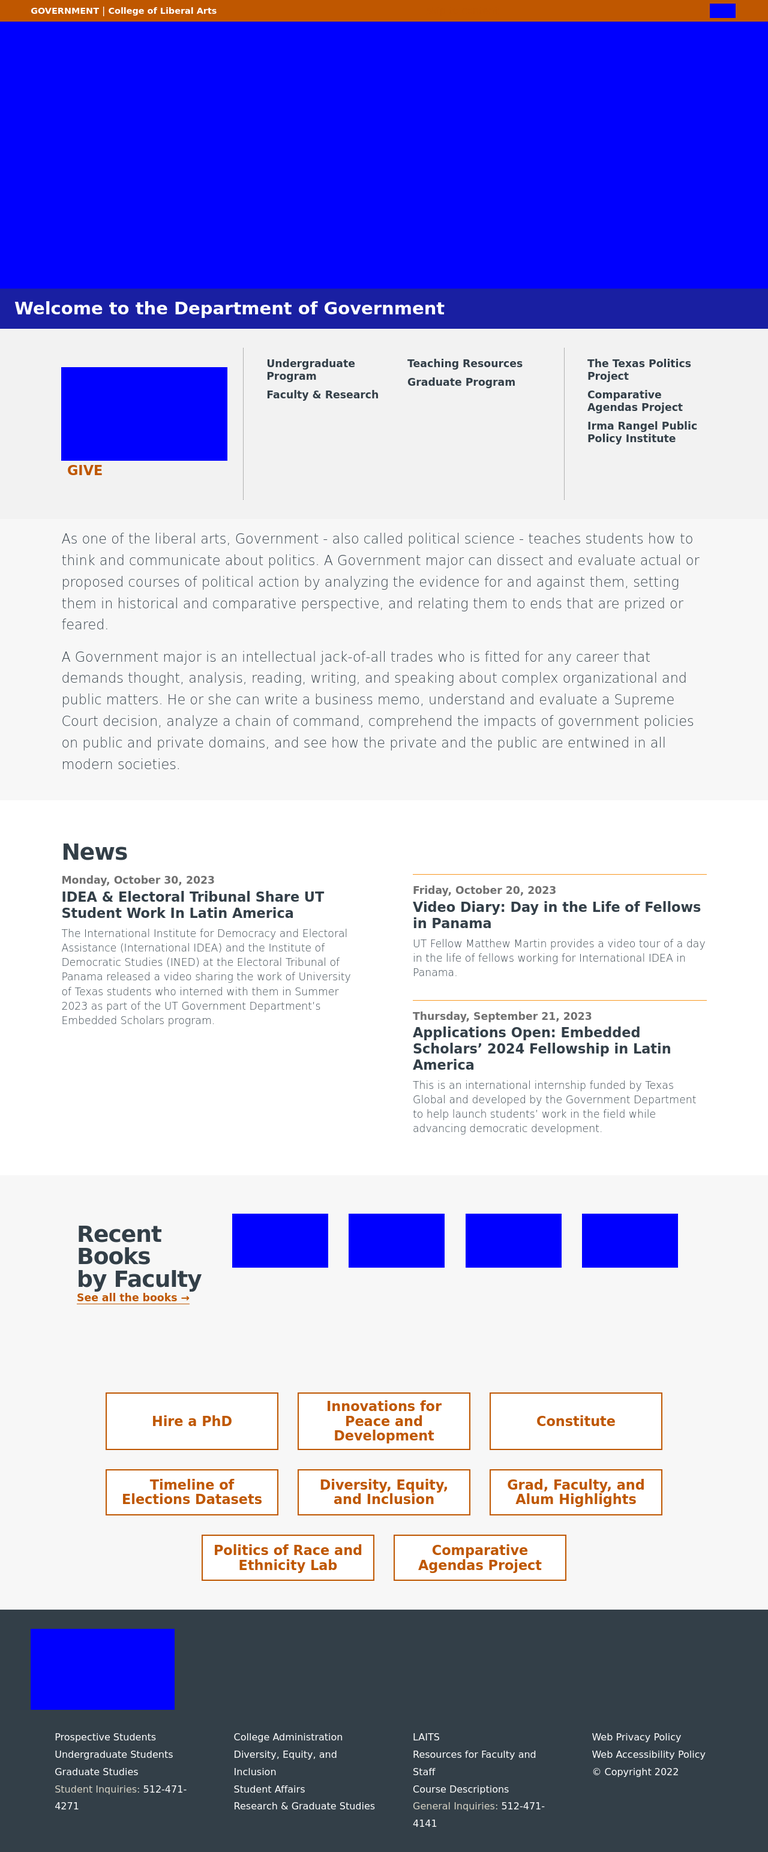 GOVERNMENT | College of Liberal Arts
Welcome to the Department of Government
GIVE
Undergraduate
Program
Faculty & Research
Teaching Resources
Graduate Program
The Texas Politics
Project
Comparative
Agendas Project
Irma Rangel Public
Policy Institute
As one of the liberal arts, Government - also called political science - teaches students how to
think and communicate about politics. A Government major can dissect and evaluate actual or
proposed courses of political action by analyzing the evidence for and against them, setting
them in historical and comparative perspective, and relating them to ends that are prized or
feared.
A Government major is an intellectual jack-of-all trades who is fitted for any career that
demands thought, analysis, reading, writing, and speaking about complex organizational and
public matters. He or she can write a business memo, understand and evaluate a Supreme
Court decision, analyze a chain of command, comprehend the impacts of government policies
on public and private domains, and see how the private and the public are entwined in all
modern societies.
News
Monday, October 30, 2023
IDEA & Electoral Tribunal Share UT
Student Work In Latin America
The International Institute for Democracy and Electoral
Assistance (International IDEA) and the Institute of
Democratic Studies (INED) at the Electoral Tribunal of
Panama released a video sharing the work of University
of Texas students who interned with them in Summer
2023 as part of the UT Government Department’s
Embedded Scholars program.
Friday, October 20, 2023
Video Diary: Day in the Life of Fellows
in Panama
UT Fellow Matthew Martin provides a video tour of a day
in the life of fellows working for International IDEA in
Panama.
Thursday, September 21, 2023
Applications Open: Embedded
Scholars’ 2024 Fellowship in Latin
America
This is an international internship funded by Texas
Global and developed by the Government Department
to help launch students’ work in the field while
advancing democratic development.
Recent
Books
by Faculty
See all the books →
Hire a PhD
Innovations for
Peace and
Development
Constitute
Timeline of
Elections Datasets
Diversity, Equity,
and Inclusion
Grad, Faculty, and
Alum Highlights
Politics of Race and
Ethnicity Lab
Comparative
Agendas Project
Prospective Students
Undergraduate Students
Graduate Studies
Student Inquiries: 512-471-
4271
College Administration
Diversity, Equity, and
Inclusion
Student Affairs
Research & Graduate Studies
LAITS
Resources for Faculty and
Staff
Course Descriptions
General Inquiries: 512-471-
4141
Web Privacy Policy
Web Accessibility Policy
© Copyright 2022